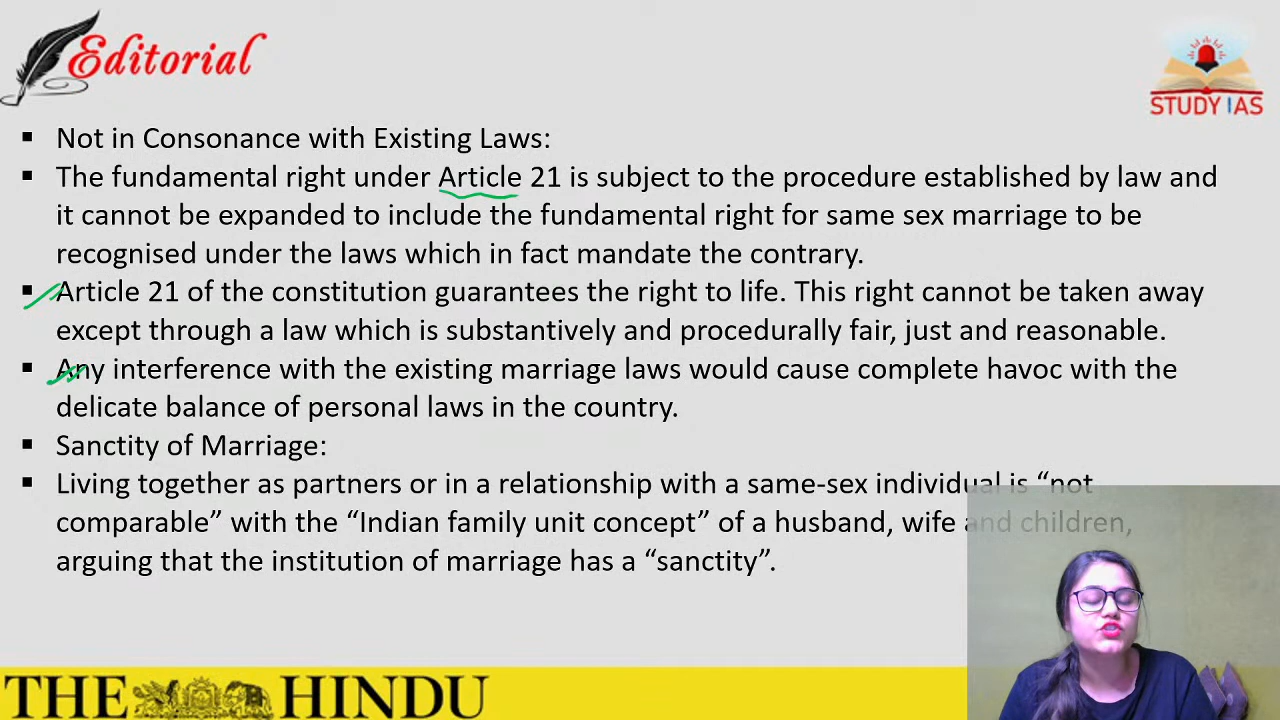 Editorial
STUDY IAS
▪ Not in Consonance with Existing Laws:
▪ The fundamental right under Article 21 is subject to the procedure established by law and
it cannot be expanded to include the fundamental right for same sex marriage to be
recognised under the laws which in fact mandate the contrary.
▪ Article 21 of the constitution guarantees the right to life. This right cannot be taken away
except through a law which is substantively and procedurally fair, just and reasonable.
▪ Any interference with the existing marriage laws would cause complete havoc with the
delicate balance of personal laws in the country.
▪ Sanctity of Marriage:
▪ Living together as partners or in a relationship with a same-sex individual is “not
comparable” with the “Indian family unit concept” of a husband, wife and children,
arguing that the institution of marriage has a “sanctity”.
THE HINDU